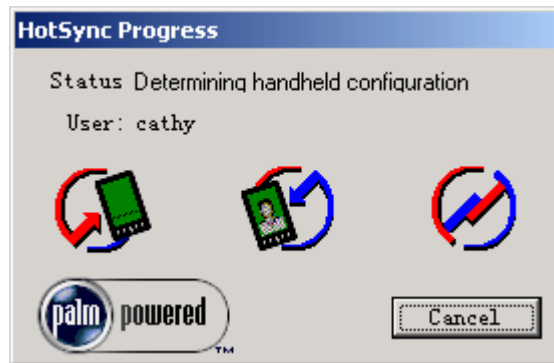 HotSync Progress
Status Determining handheld configuration
User: cathy
palm powered
TM
Cancel